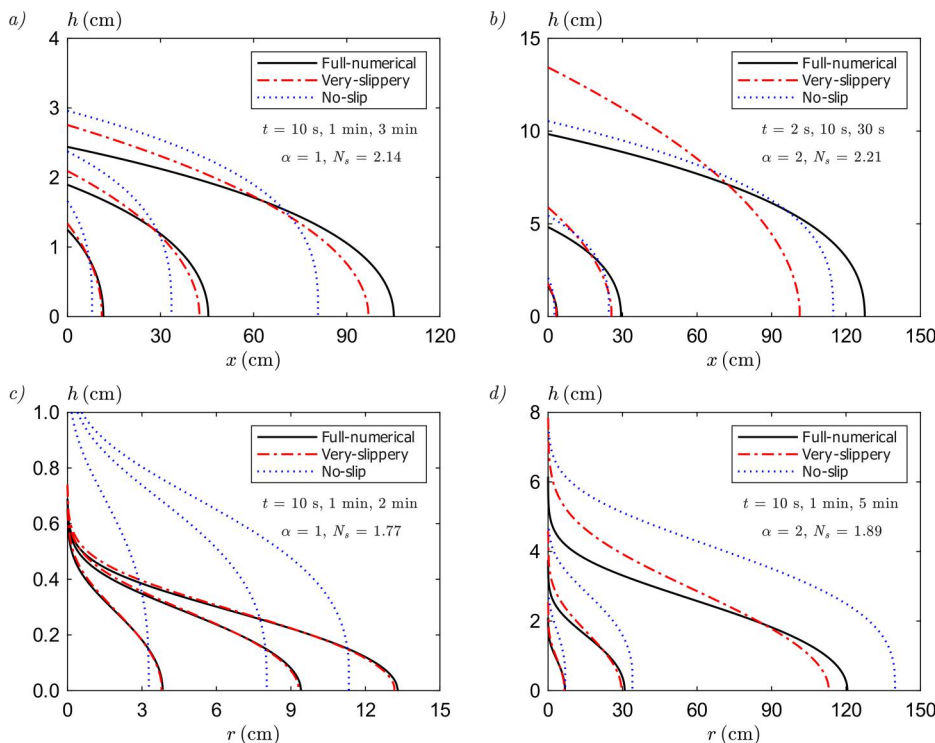 a)
h (cm)
4
3
2
1
0
0
30
60
90
120
x (cm)
Full-numerical
Very-slippery
No-slip
t = 10 s, 1 min, 3 min
α = 1, Nₛ = 2.14
b)
h (cm)
15
10
5
0
0
30
60
90
120
150
x (cm)
Full-numerical
Very-slippery
No-slip
t = 2 s, 10 s, 30 s
α = 2, Nₛ = 2.21
c)
h (cm)
1.0
0.8
0.6
0.4
0.2
0.0
0
3
6
9
12
15
r (cm)
Full-numerical
Very-slippery
No-slip
t = 10 s, 1 min, 2 min
α = 1, Nₛ = 1.77
d)
h (cm)
8
6
4
2
0
0
30
60
90
120
150
r (cm)
Full-numerical
Very-slippery
No-slip
t = 10 s, 1 min, 5 min
α = 2, Nₛ = 1.89